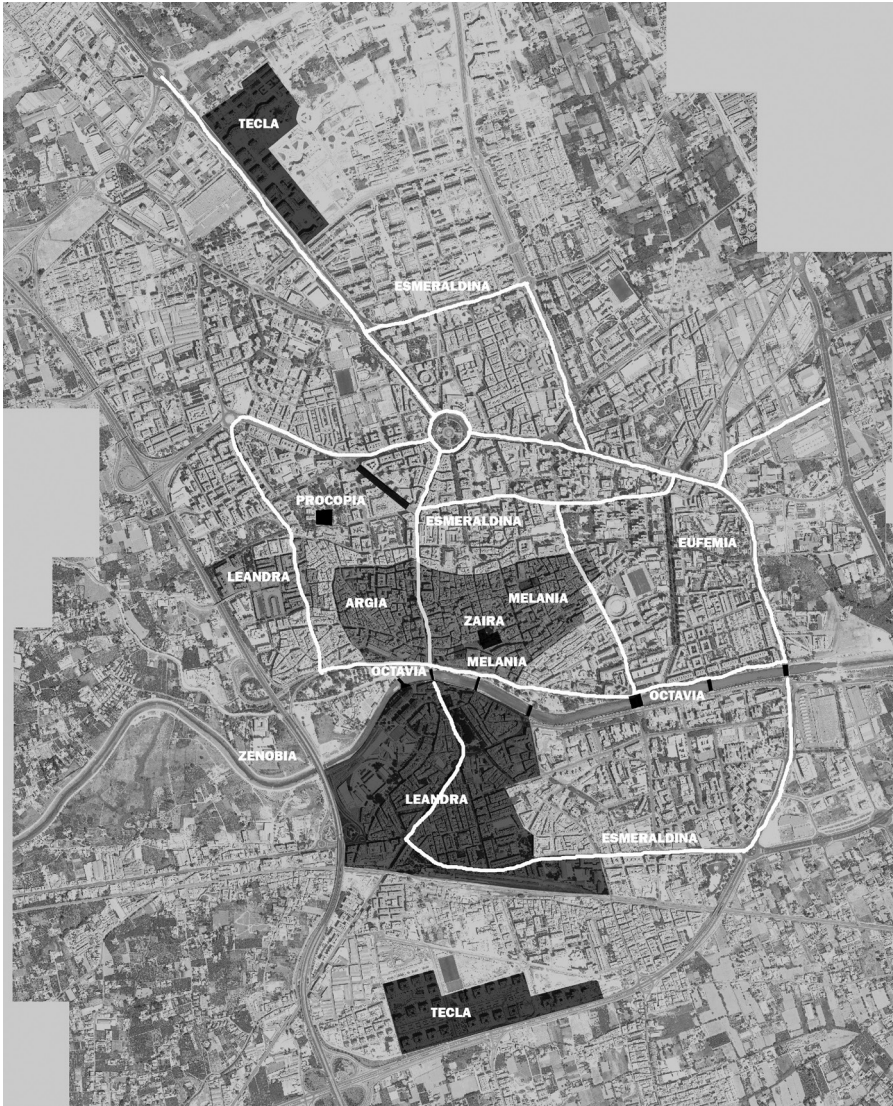 TECLA
ESMERALDINA
PROCOPIA
ESMERALDINA
EUFEMIA
LEANDRA
ARGIA
MELANIA
ZAIRA
MELANIA
OCTAVIA
OCTAVIA
ZENOBIA
LEANDRA
ESMERALDINA
TECLA